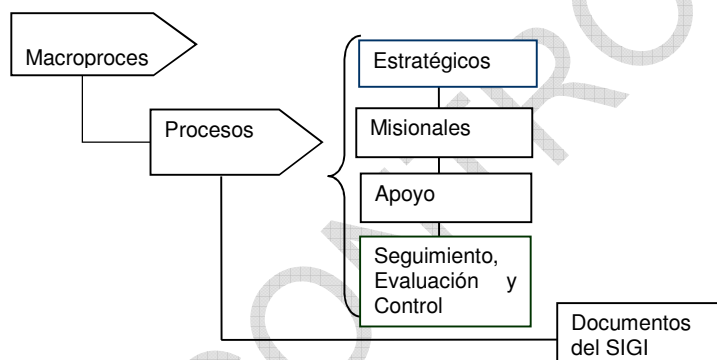 Macroproces
Procesos
Estratégicos
Misionales
Apoyo
Seguimiento,
Evaluación y
Control
Documentos
del SIGI